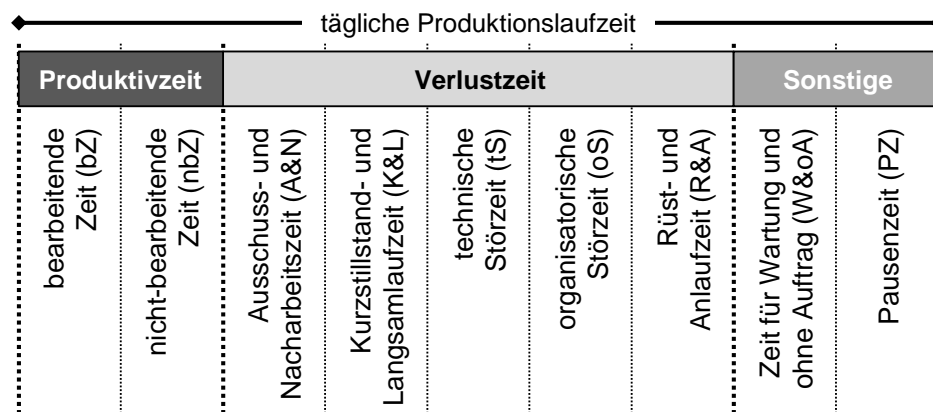 tägliche Produktionslaufzeit
Produktivzeit
Verlustzeit
Sonstige
bearbeitende
Zeit (bZ)
nicht-bearbeitende
Zeit (nbZ)
Ausschuss- und
Nacharbeitszeit (A&N)
Kurzstillstand- und
Langsamlaufzeit (K&L)
technische
Störzeit (tS)
organisatorische
Störzeit (oS)
Rüst- und
Anlaufzeit (R&A)
Zeit für Wartung und
ohne Auftrag (W&oA)
Pausenzeit (PZ)